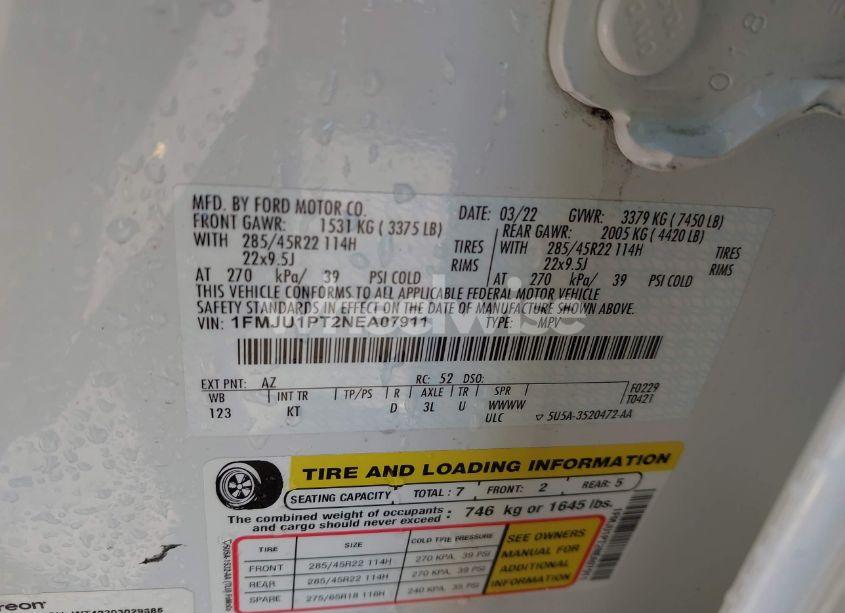 MFD. BY FORD MOTOR CO.
DATE: 03/22 GVWR: 3379 KG ( 7450 LB)
FRONT GAWR: 1531 KG ( 3375 LB) REAR GAWR: 2005 KG ( 4420 LB)
WITH 285/45R22 114H TIRES WITH 285/45R22 114H TIRES
22x9.5J RIMS 22x9.5J RIMS
AT 270 kPa/ 39 PSI COLD AT 270 kPa/ 39 PSI COLD
THIS VEHICLE CONFORMS TO ALL APPLICABLE FEDERAL MOTOR VEHICLE
SAFETY STANDARDS IN EFFECT ON THE DATE OF MANUFACTURE SHOWN ABOVE.
VIN: 1FMJU1PT2NEA07911 TYPE: MPV
EXT PNT: AZ RC: 52 DSO:
WB INT TR TP/PS R AXLE TR SPR F0229
123 KT D 3L U WWWW T0421
ULC 5U5A-3520472-AA
TIRE AND LOADING INFORMATION
SEATING CAPACITY TOTAL: 7 FRONT: 2 REAR: 5
The combined weight of occupants and cargo should never exceed: 746 kg or 1645 lbs.
TIRE SIZE COLD TIRE PRESSURE
FRONT 285/45R22 114H 270 KPA, 39 PSI
REAR 285/45R22 114H 270 KPA, 39 PSI
SPARE 275/65R18 116H 240 KPA, 35 PSI
SEE OWNERS
MANUAL FOR
ADDITIONAL
INFORMATION
reon